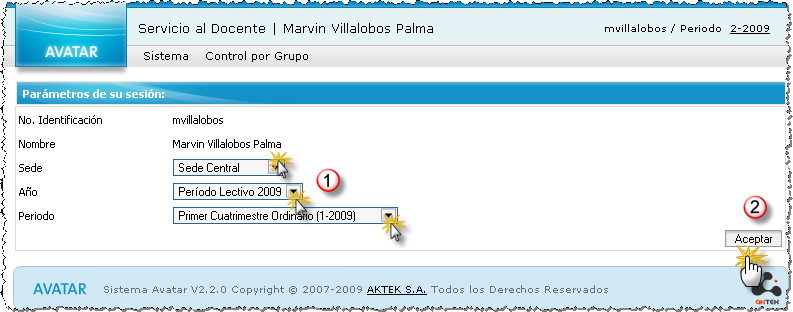 Servicio al Docente | Marvin Villalobos Palma
mvillalobos / Periodo 2-2009
AVATAR
Sistema Control por Grupo
Parámetros de su sesión:
No. Identificación mvillalobos
Nombre Marvin Villalobos Palma
Sede Sede Central
1
Año Período Lectivo 2009
Periodo Primer Cuatrimestre Ordinario (1-2009)
2
Aceptar
AVATAR Sistema Avatar V2.2.0 Copyright © 2007-2009 AKTEK S.A. Todos los Derechos Reservados
AKTEK